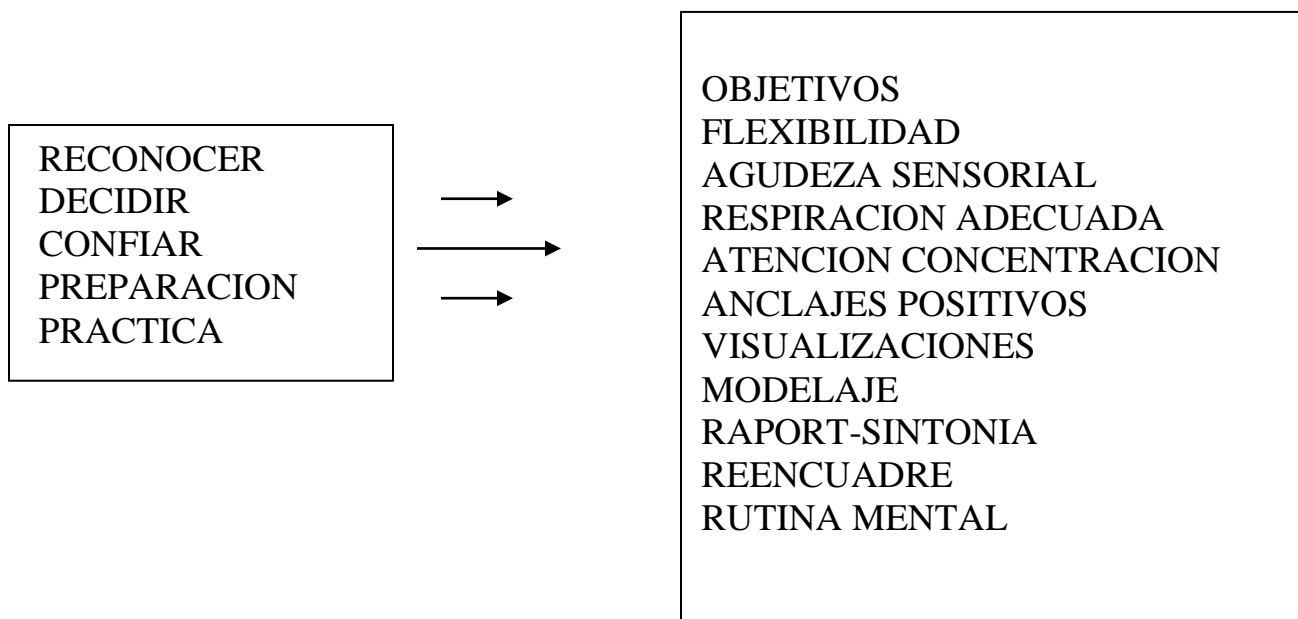 RECONOCER
DECIDIR
CONFIAR
PREPARACION
PRACTICA
OBJETIVOS
FLEXIBILIDAD
AGUDEZA SENSORIAL
RESPIRACION ADECUADA
ATENCION CONCENTRACION
ANCLAJES POSITIVOS
VISUALIZACIONES
MODELAJE
RAPORT-SINTONIA
REENCUADRE
RUTINA MENTAL